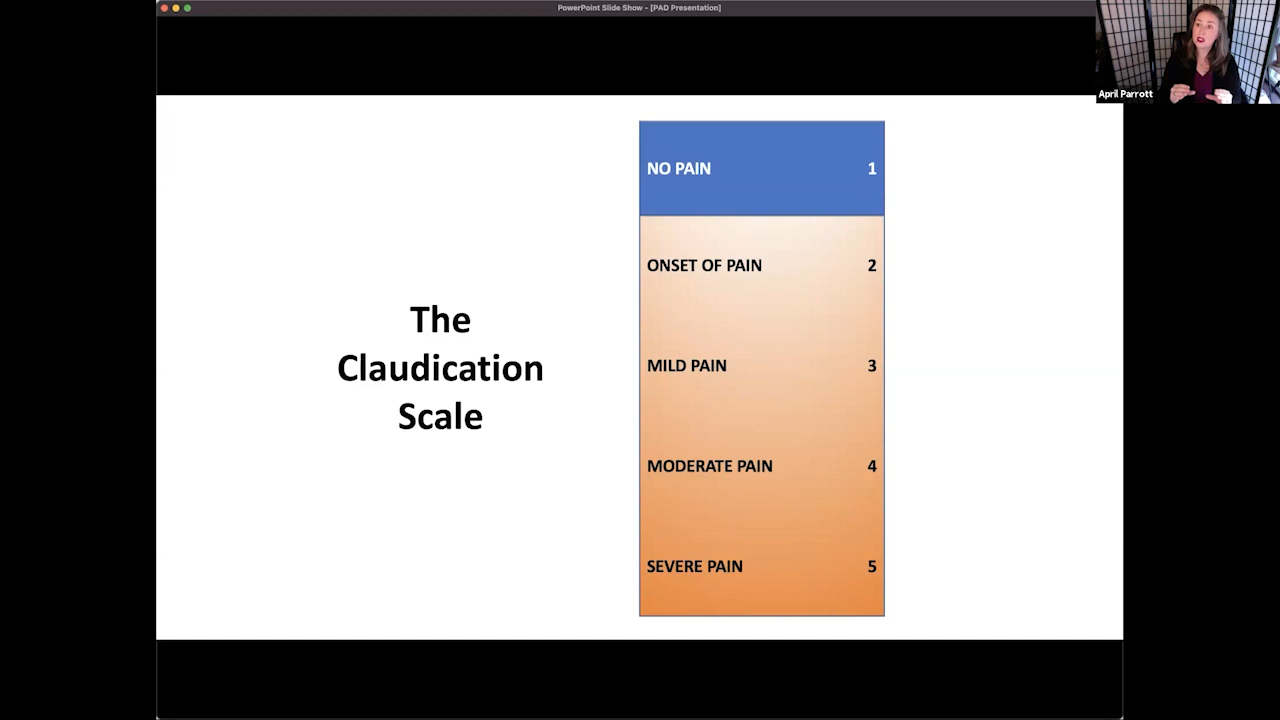 PowerPoint Slide Show - [PAD Presentation]
April Parrott
The
Claudication
Scale
NO PAIN 1
ONSET OF PAIN 2
MILD PAIN 3
MODERATE PAIN 4
SEVERE PAIN 5